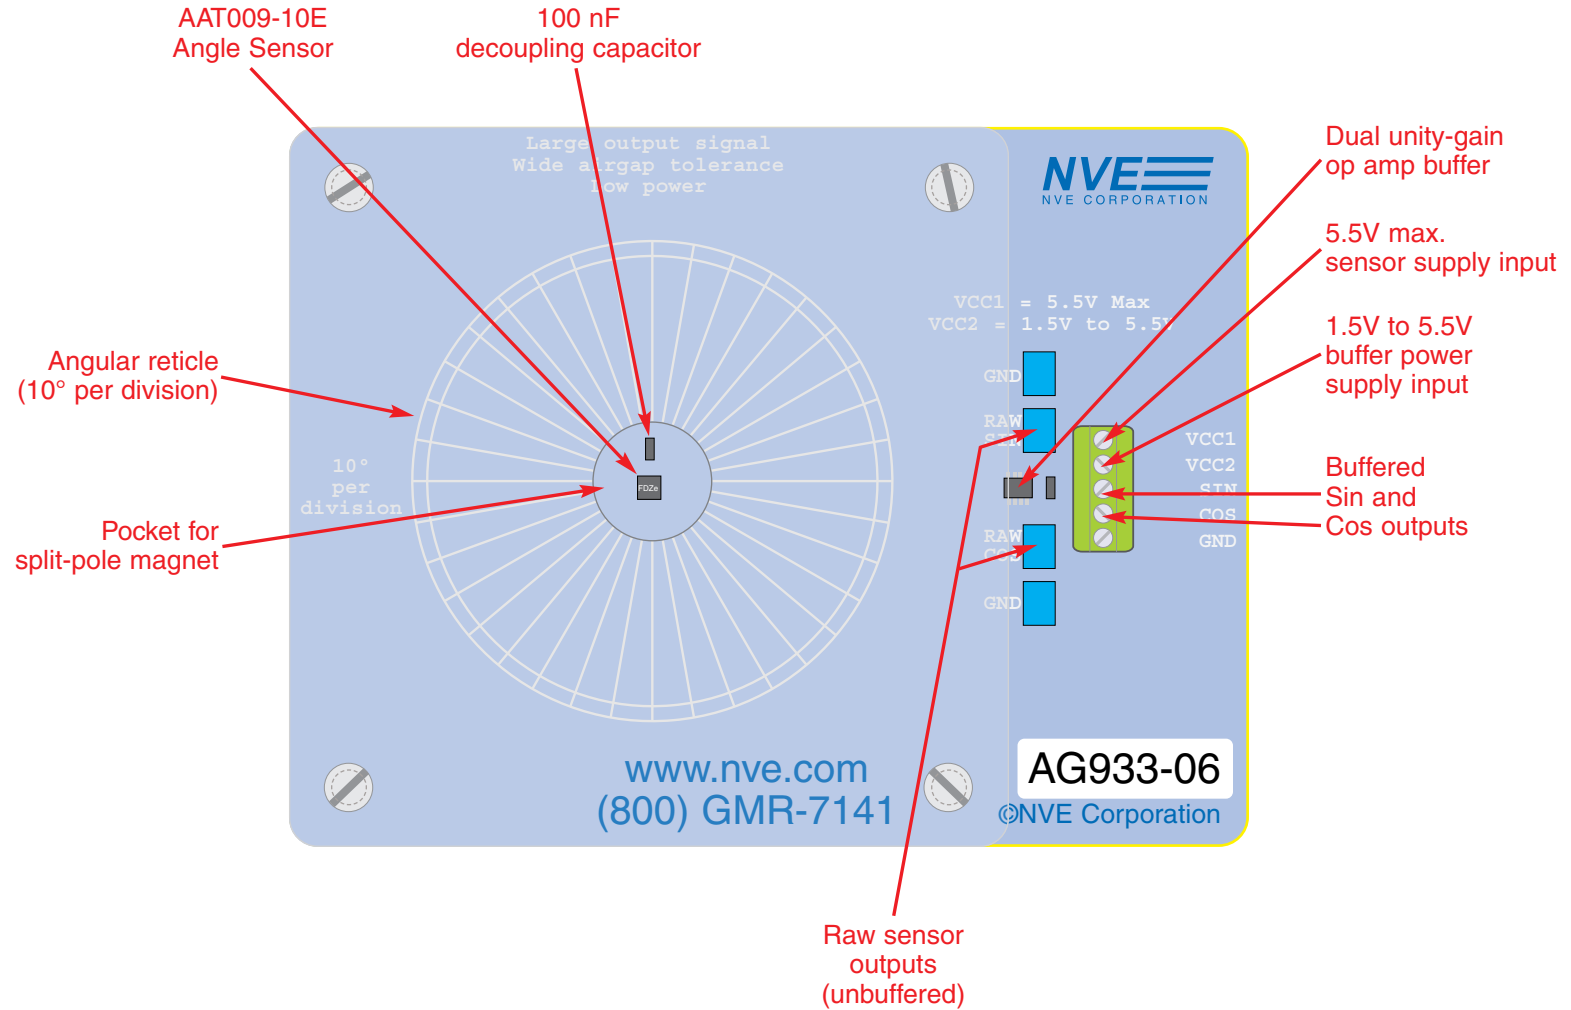 AAT009-10E
Angle Sensor
100 nF
decoupling capacitor
Large output signal
Wide airgap tolerance
Low power
NVE
NVE CORPORATION
Dual unity-gain
op amp buffer
5.5V max.
sensor supply input
VCC1 = 5.5V Max
VCC2 = 1.5V to 5.5V
1.5V to 5.5V
buffer power
supply input
Angular reticle
(10° per division)
GND
RAW
SIN
VCC1
VCC2
SIN
COS
GND
10°
per
division
FDZe
Buffered
Sin and
Cos outputs
Pocket for
split-pole magnet
RAW
COS
GND
www.nve.com
(800) GMR-7141
AG933-06
©NVE Corporation
Raw sensor
outputs
(unbuffered)